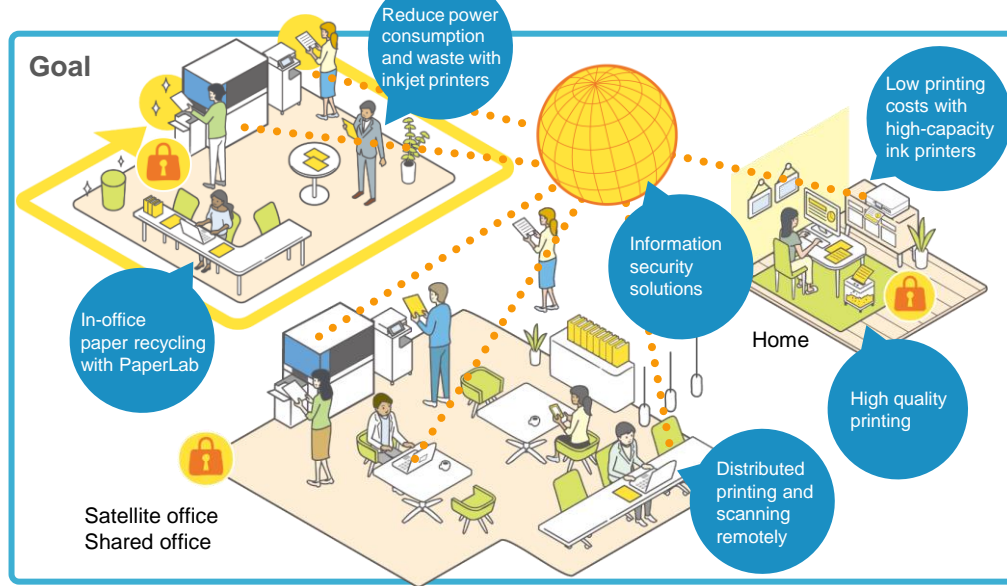 Goal
Reduce power
consumption
and waste with
inkjet printers
Low printing
costs with
high-capacity
ink printers
Information
security
solutions
In-office
paper recycling
with PaperLab
Home
High quality
printing
Distributed
printing and
scanning
remotely
Satellite office
Shared office